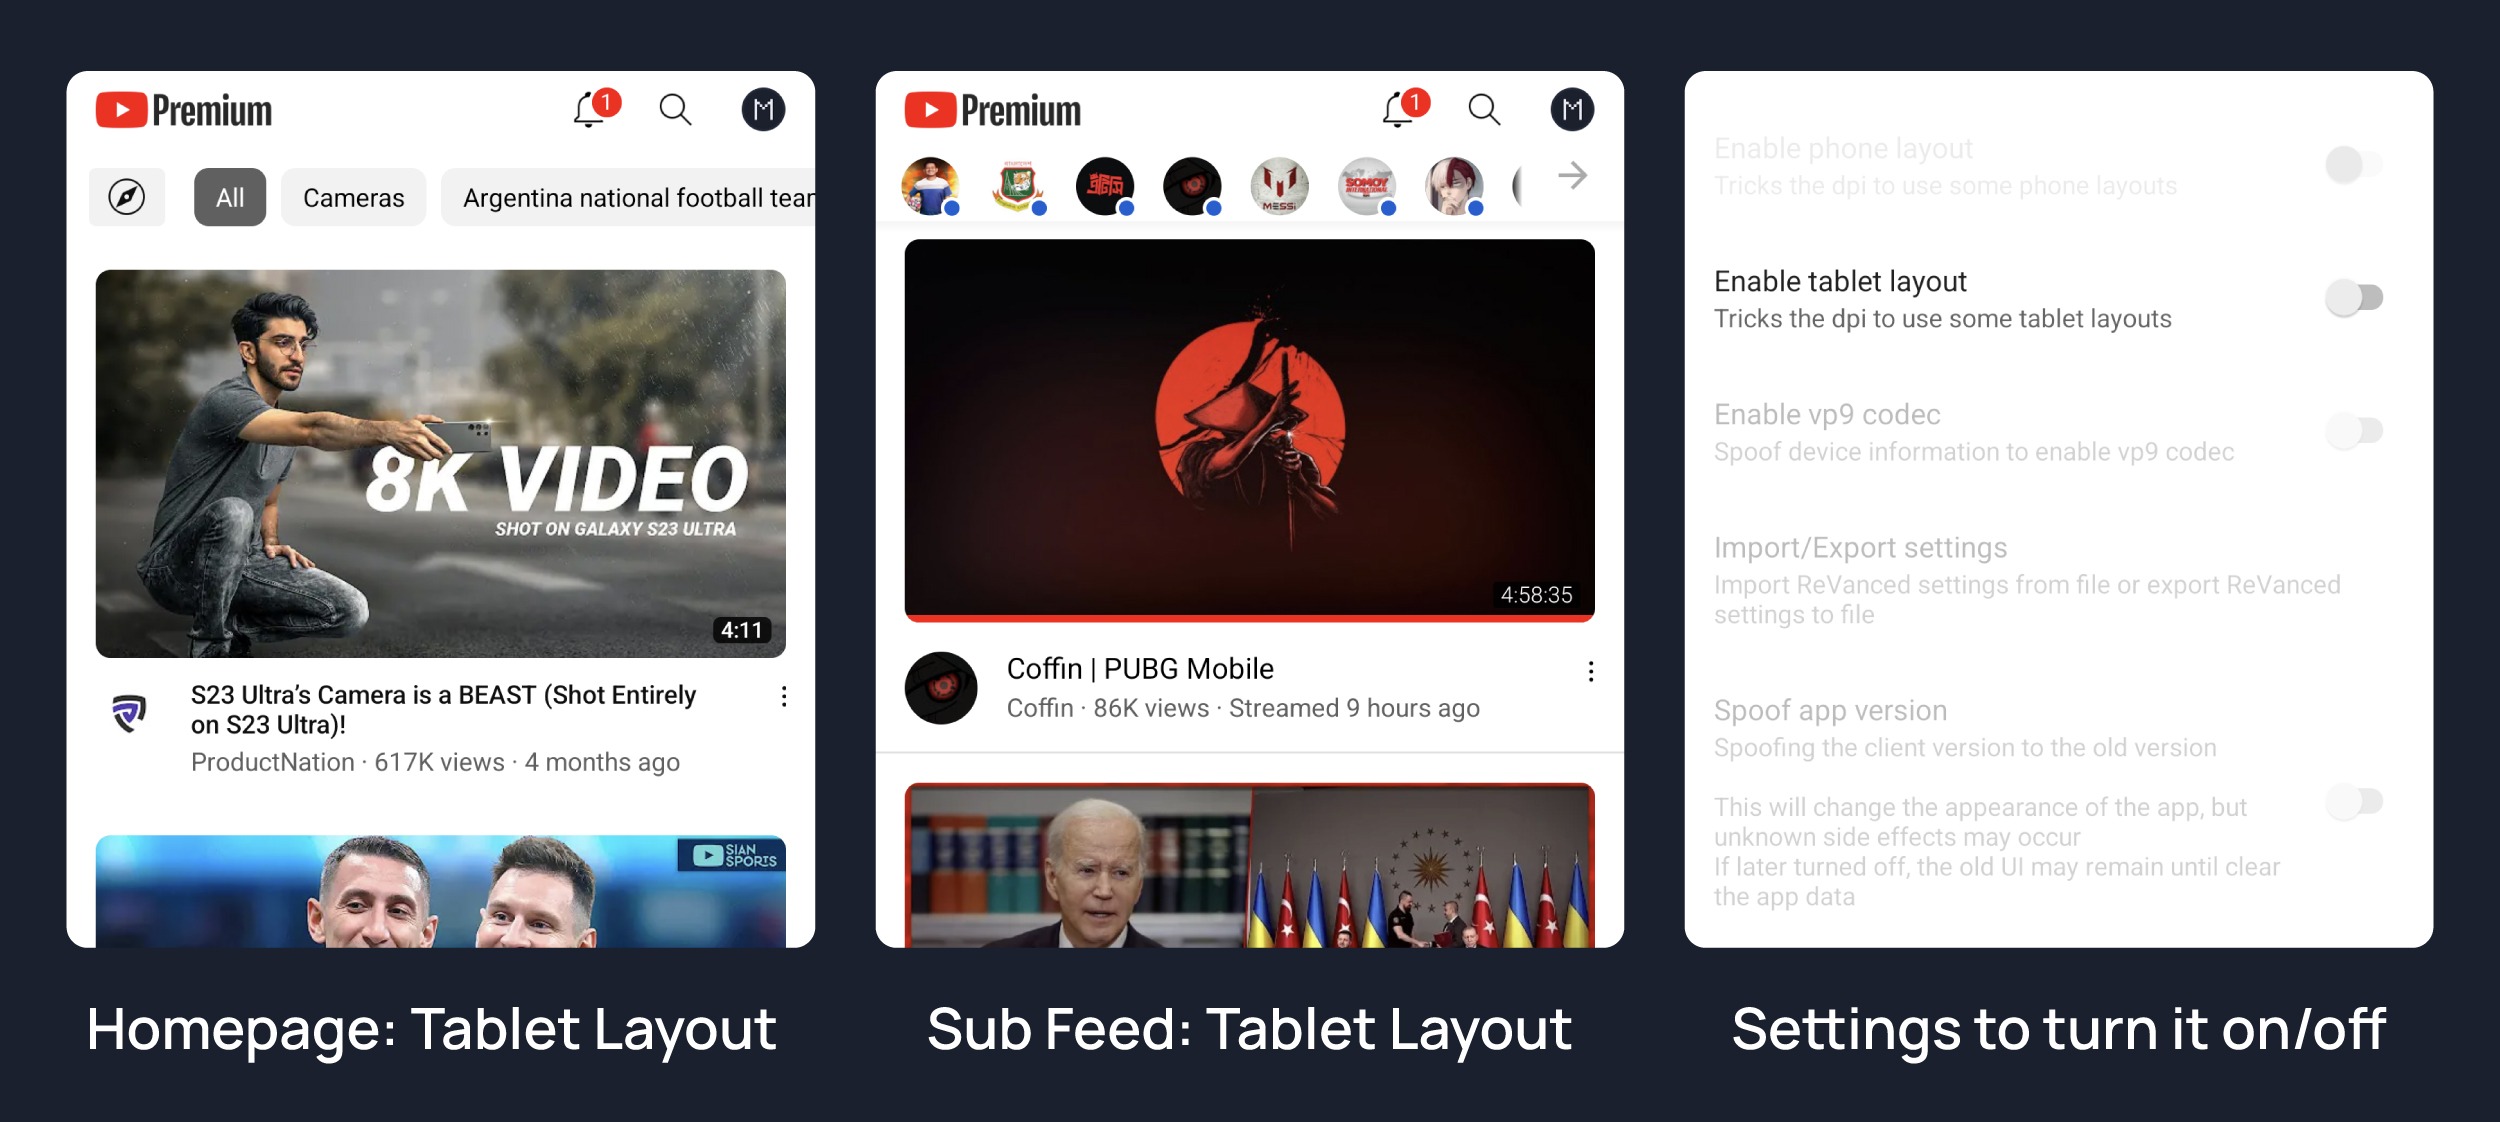 Premium
1
M
All
Cameras
Argentina national football tear
8K VIDEO
SHOT ON GALAXY S23 ULTRA
4:11
S23 Ultra's Camera is a BEAST (Shot Entirely
on S23 Ultra)!
ProductNation · 617K views · 4 months ago
SIAN
SPORTS
Homepage: Tablet Layout
Premium
1
M
MESSI
SOMOY
INTERNATIONAL
4:58:35
Coffin | PUBG Mobile
Coffin · 86K views · Streamed 9 hours ago
Sub Feed: Tablet Layout
Enable phone layout
Tricks the dpi to use some phone layouts
Enable tablet layout
Tricks the dpi to use some tablet layouts
Enable vp9 codec
Spoof device information to enable vp9 codec
Import/Export settings
Import ReVanced settings from file or export ReVanced
settings to file
Spoof app version
Spoofing the client version to the old version
This will change the appearance of the app, but
unknown side effects may occur
If later turned off, the old UI may remain until clear
the app data
Settings to turn it on/off